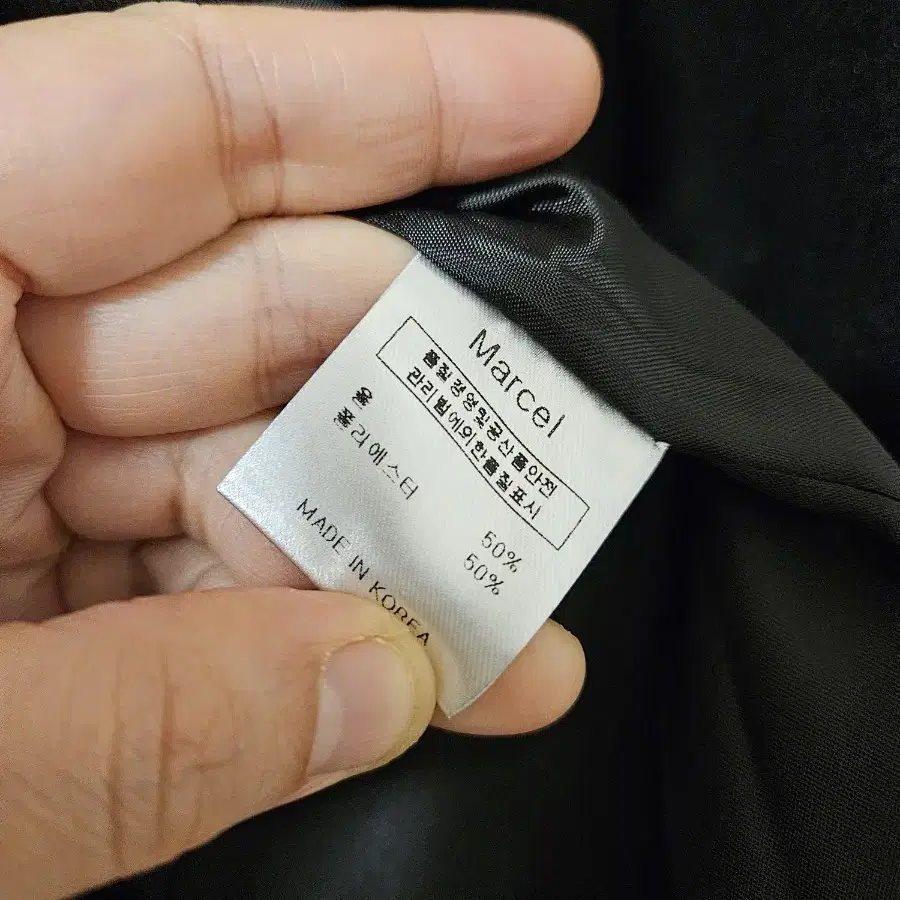 Marcel
품질경영및공산품안전
관리법에의한품질표시
울 50%
폴리에스터 50%
MADE IN KOREA